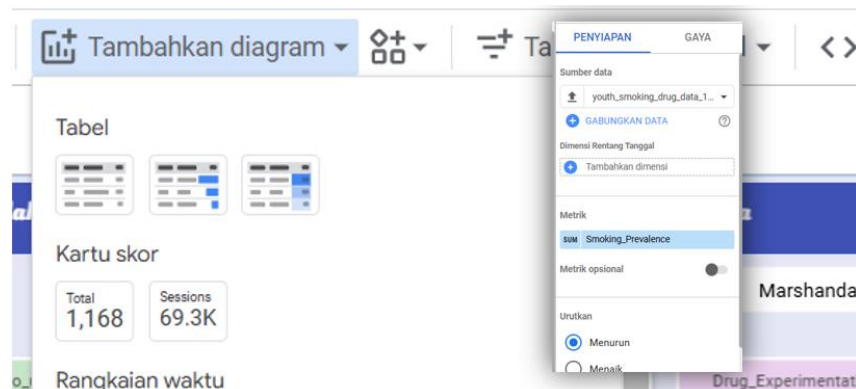 Tambahkan diagram
Ta
Tabel
Kartu skor
Total
1,168
Sessions
69.3K
Rangkaian waktu
PENYIAPAN
GAYA
Sumber data
youth_smoking_drug_data_1...
GABUNGKAN DATA
Dimensi Rentang Tanggal
Tambahkan dimensi
Metrik
SUM Smoking_Prevalence
Metrik opsional
Urutkan
Menurun
Menaik
Marshanda
Drug_Experimentat